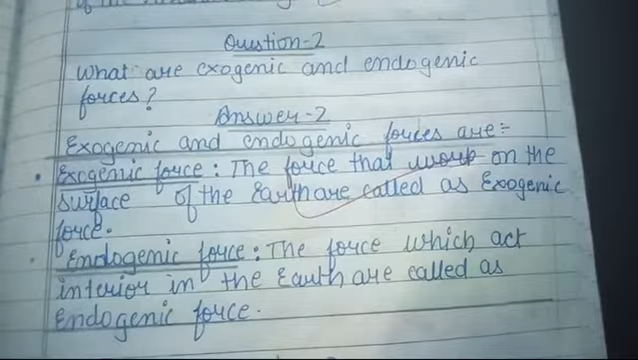 Question-2
What are exogenic and endogenic
forces?
Answer-2
Exogenic and endogenic forces are:-
Exogenic force: The force that work on the
surface of the Earth are called as Exogenic
force.
Endogenic force: The force which act
interior in the Earth are called as
Endogenic force.